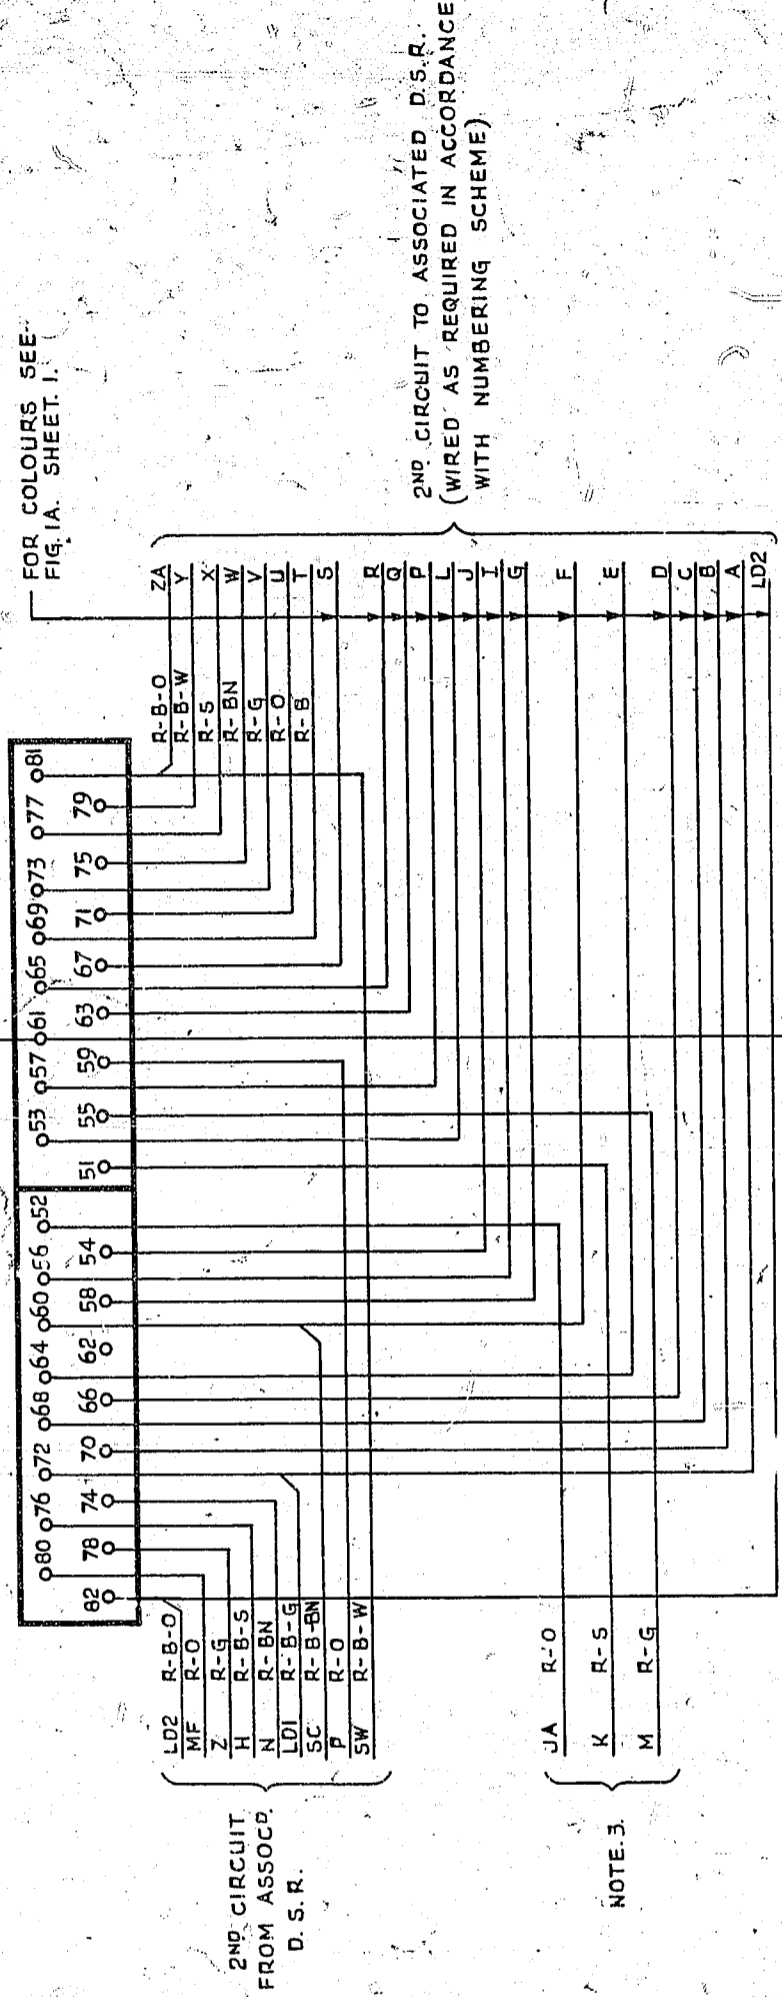 FOR COLOURS SEE
FIG. 1A. SHEET. 1.
80 76 72 68 64 60 56 52 53 57 61 65 69 73 77 81
82 78 74 70 66 62 58 54 51 55 59 63 67 71 75 79
LD2 R-B-O
MF R-O
Z R-G
H R-B-S
N R-BN
LD1 R-B-G
SC R-B-BN
P R-O
SW R-B-W
2ND CIRCUIT
FROM ASSOCD.
D.S.R.
JA R-O
K R-S
M R-G
NOTE. 3.
R-B-O ZA
R-B-W Y
R-S X
R-BN W
R-G V
R-O U
R-B T
S
R
Q
P
L
J
I
G
F
E
D
C
B
A
LD2
2ND CIRCUIT TO ASSOCIATED D.S.R.
(WIRED AS REQUIRED IN ACCORDANCE
WITH NUMBERING SCHEME)